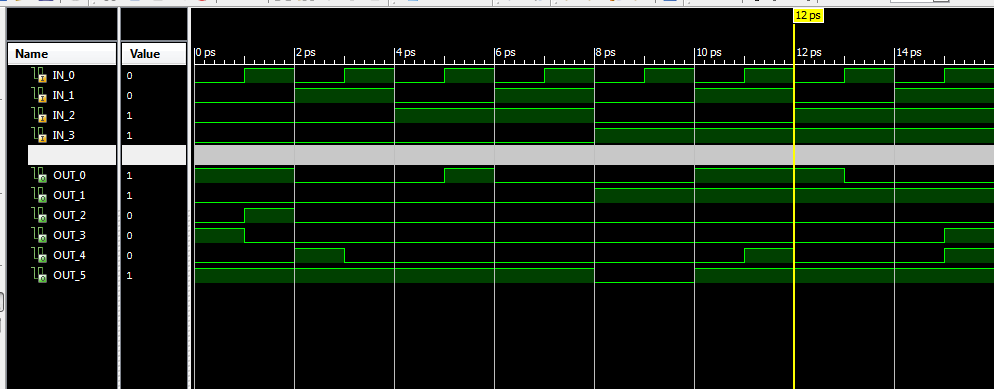 12 ps
Name Value 0 ps 2 ps 4 ps 6 ps 8 ps 10 ps 12 ps 14 ps
IN_0 0
IN_1 0
IN_2 1
IN_3 1
OUT_0 1
OUT_1 1
OUT_2 0
OUT_3 0
OUT_4 0
OUT_5 1